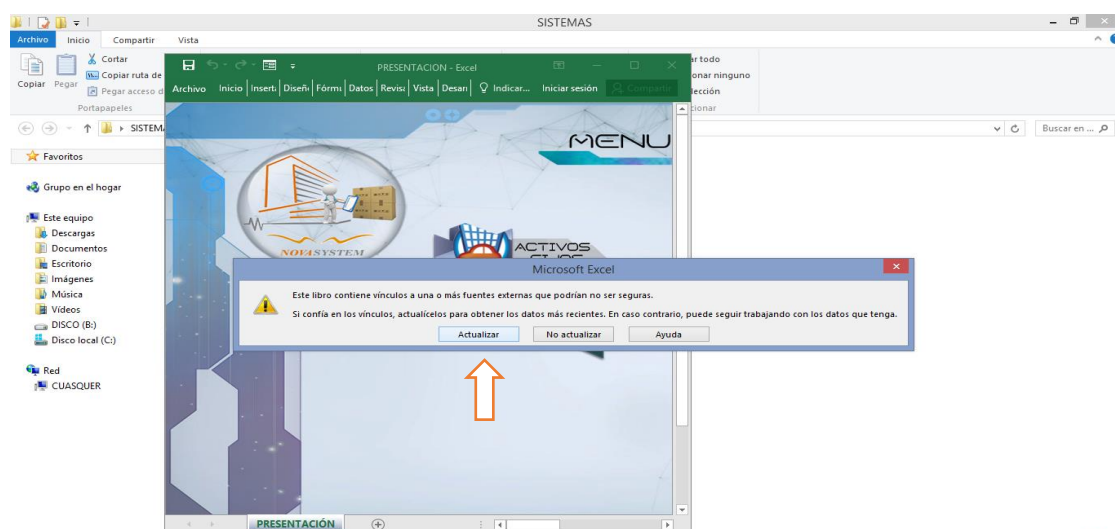 SISTEMAS
Archivo Inicio Compartir Vista
Cortar
Copiar ruta de
Pegar acceso d
Copiar Pegar
Portapapeles
ar todo
onar ninguno
lección
cionar
PRESENTACION - Excel
Archivo Inicio Insert Diseñ Fórmu Datos Revis Vista Desar Indicar... Iniciar sesión Compartir
SISTEM
Buscar en ...
Favoritos
Grupo en el hogar
Este equipo
Descargas
Documentos
Escritorio
Imágenes
Música
Vídeos
DISCO (B:)
Disco local (C:)
Red
CUASQUER
MENU
NOVASYSTEM
ACTIVOS
FIJOS
Microsoft Excel
Este libro contiene vínculos a una o más fuentes externas que podrían no ser seguras.
Si confía en los vínculos, actualícelos para obtener los datos más recientes. En caso contrario, puede seguir trabajando con los datos que tenga.
Actualizar No actualizar Ayuda
PRESENTACIÓN